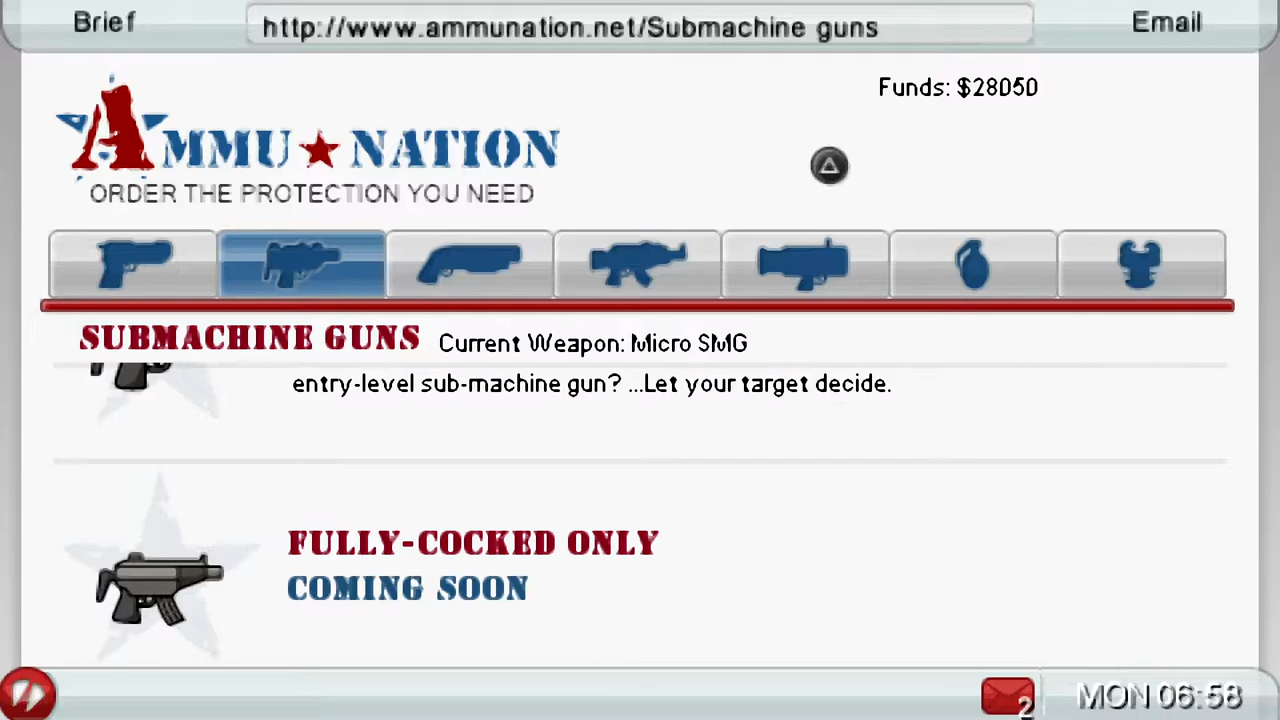 Brief
http://www.ammunation.net/Submachine guns
Email
Funds: $28050
AMMU NATION
ORDER THE PROTECTION YOU NEED
SUBMACHINE GUNS
Current Weapon: Micro SMG
entry-level sub-machine gun? ...Let your target decide.
FULLY-COCKED ONLY
COMING SOON
2
MON 06:58